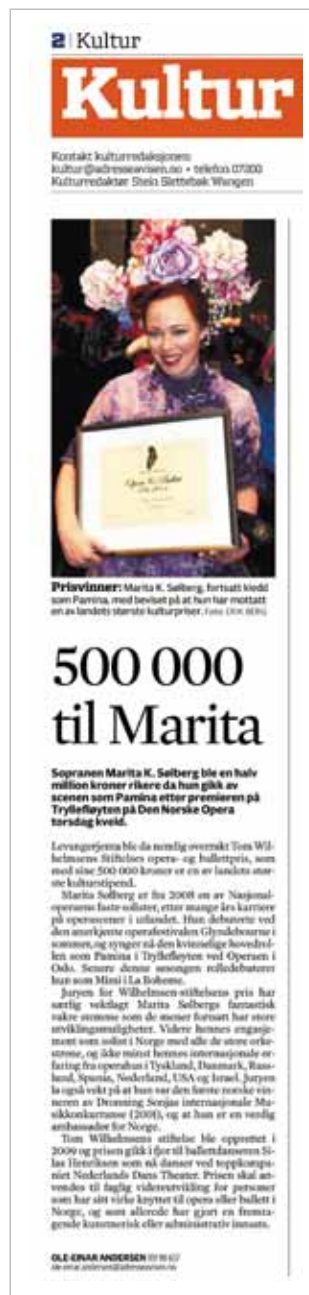 2 | Kultur
Kultur
Kontakt kulturredaksjonen:
kultur@adresseavisen.no • telefon 07200
Kulturredaktør Stein Slettebak Wangen
Prisvinner: Marita K. Sølberg, fortsatt kledd
som Pamina, med beviset på at hun har mottatt
en av landets største kulturpriser. Foto: ERIK BERG
500 000
til Marita
Sopranen Marita K. Sølberg ble en halv
million kroner rikere da hun gikk av
scenen som Pamina etter premieren på
Tryllefløyten på Den Norske Opera
torsdag kveld.
Levangerjenta ble da nemlig overrakt Tom Wil-
helmsens Stiftelses opera- og ballettpris, som
med sine 500 000 kroner er en av landets stør-
ste kulturstipend.
Marita Sølberg er fra 2008 en av Nasjonal-
operaens faste solister, etter mange års karriere
på operascener i utlandet. Hun debuterte ved
den anerkjente operafestivalen Glyndebourne i
sommer, og synger nå den kvinnelige hovedrol-
len som Pamina i Tryllefløyten ved Operaen i
Oslo. Senere denne sesongen rolledebuterer
hun som Mimi i La Boheme.
Juryen for Wilhelmsen-stiftelsens pris har
særlig vektlagt Marita Sølbergs fantastisk
vakre stemme som de mener fortsatt har store
utviklingsmuligheter. Videre hennes engasje-
ment som solist i Norge med alle de store orke-
strene, og ikke minst hennes internasjonale er-
faring fra operahus i Tyskland, Danmark, Russ-
land, Spania, Nederland, USA og Israel. Juryen
la også vekt på at hun var den første norske vin-
neren av Dronning Sonjas internasjonale Mu-
sikkonkurranse (2001), og at hun er en verdig
ambassadør for Norge.
Tom Wilhelmsens stiftelse ble opprettet i
2009 og prisen gikk i fjor til ballettdanseren Si-
las Henriksen som nå danser ved toppkompa-
niet Nederlands Dans Theater. Prisen skal an-
vendes til faglig videreutvikling for personer
som har sitt virke knyttet til opera eller ballett i
Norge, og som allerede har gjort en fremra-
gende kunstnerisk eller administrativ innsats.
OLE-EINAR ANDERSEN
ole.einar.andersen@adresseavisen.no